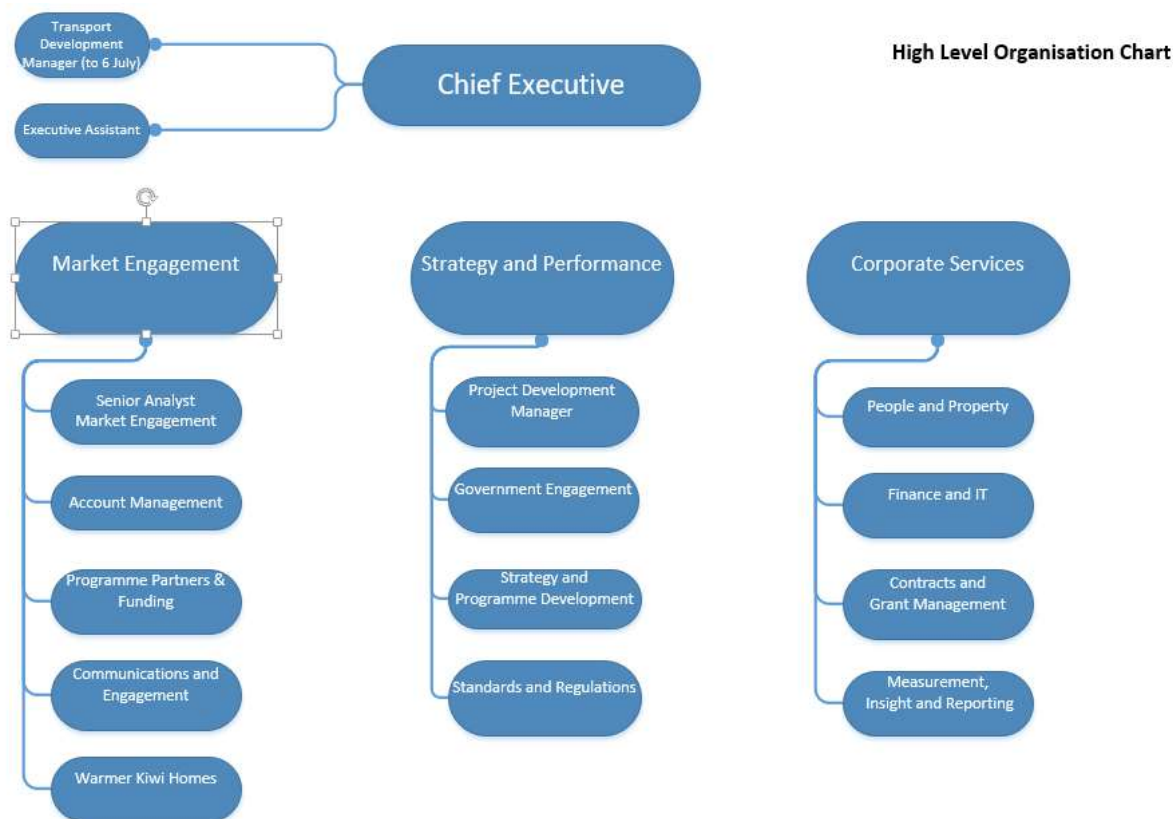 Transport
Development
Manager (to 6 July)
Chief Executive
High Level Organisation Chart
Executive Assistant
Market Engagement
Senior Analyst
Market Engagement
Account Management
Programme Partners &
Funding
Communications and
Engagement
Warmer Kiwi Homes
Strategy and Performance
Project Development
Manager
Government Engagement
Strategy and
Programme Development
Standards and Regulations
Corporate Services
People and Property
Finance and IT
Contracts and
Grant Management
Measurement,
Insight and Reporting